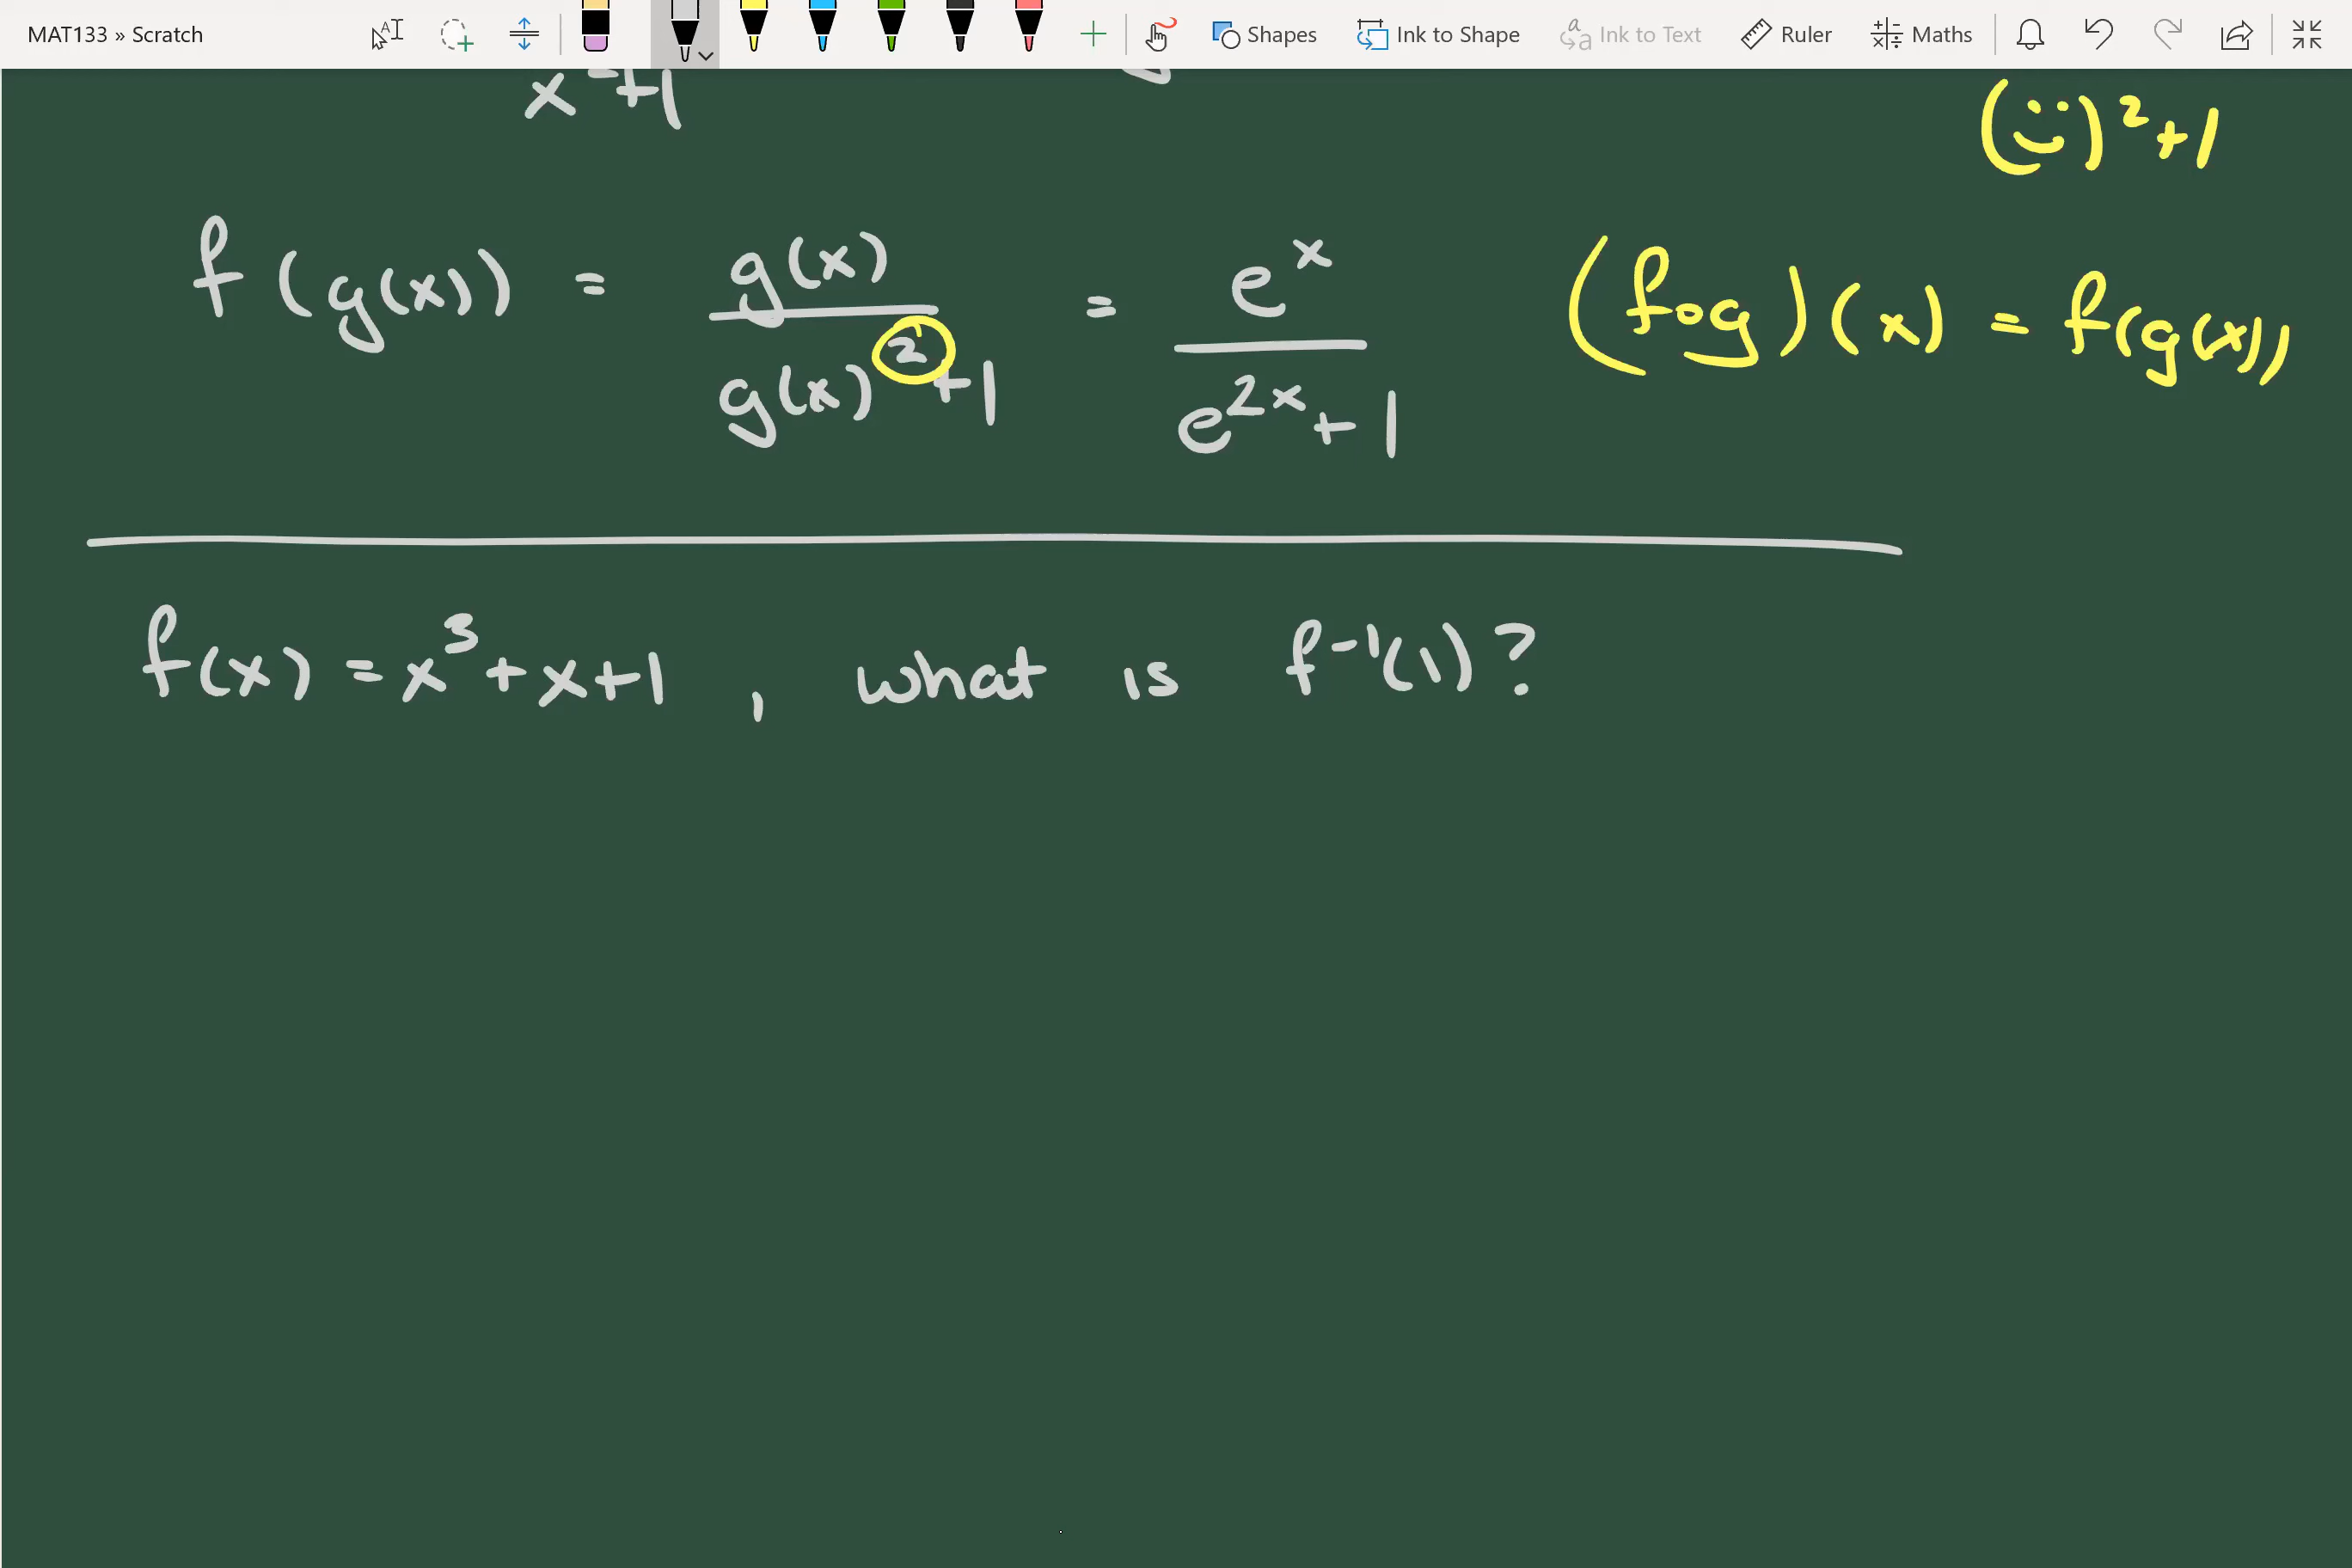 MAT133 » Scratch Shapes Ink to Shape Ink to Text Ruler Maths
x²+1
(¨)²+1
f(g(x)) = g(x) / g(x)²+1 = eˣ / e²ˣ+1
(fog)(x) = f(g(x))
f(x) = x³+x+1, what is f⁻¹(1)?